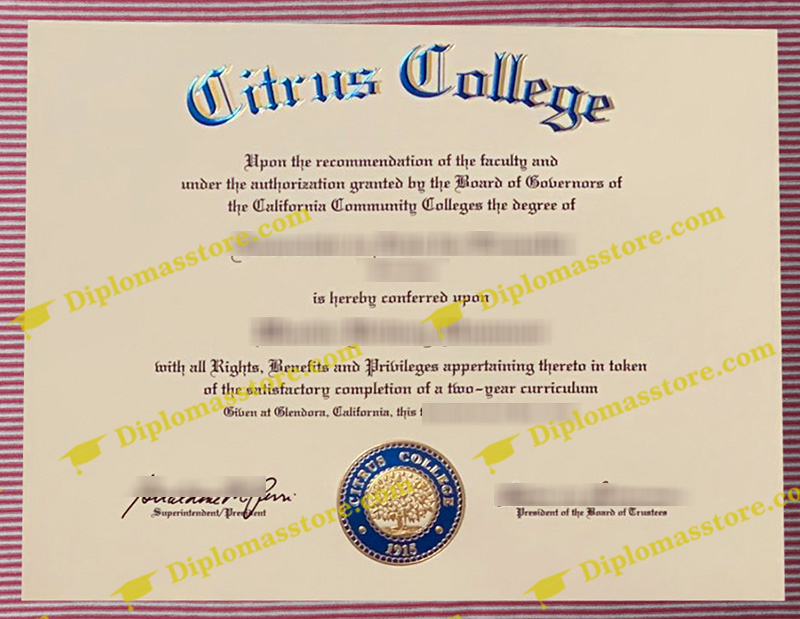 Citrus College
Upon the recommendation of the faculty and
under the authorization granted by the Board of Governors of
the California Community Colleges the degree of
is hereby conferred upon
with all Rights, Benefits and Privileges appertaining thereto in token
of the satisfactory completion of a two-year curriculum
Given at Glendora, California, this
CITRUS COLLEGE
1915
Superintendent/President
President of the Board of Trustees
Diplomasstore.com
Diplomasstore.com
Diplomasstore.com
Diplomasstore.com
Diplomasstore.com
Diplomasstore.com